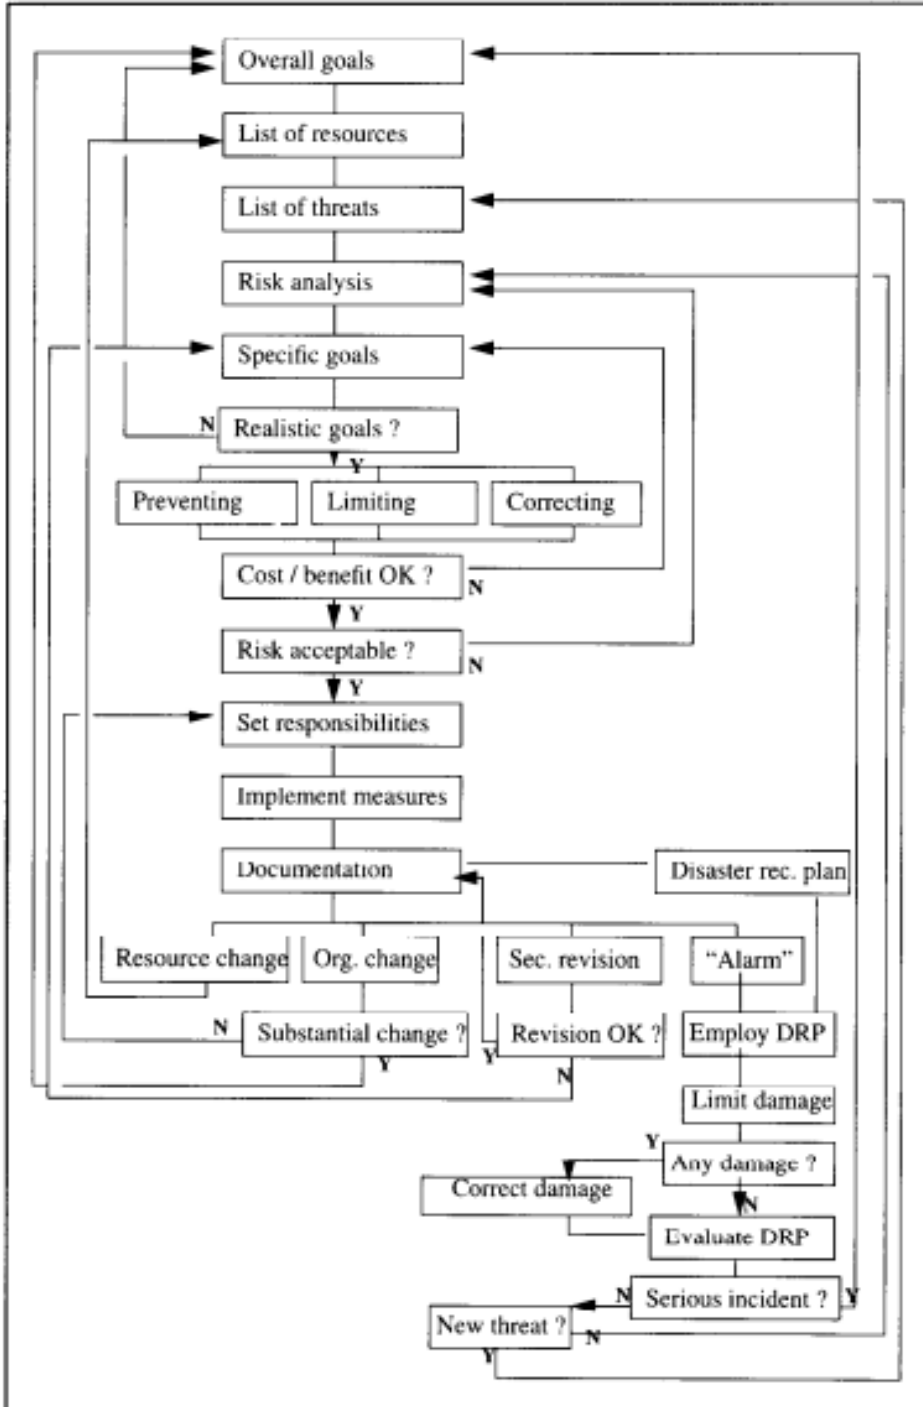 Overall goals
List of resources
List of threats
Risk analysis
Specific goals
N
Realistic goals ?
Y
Preventing
Limiting
Correcting
Cost / benefit OK ?
N
Y
Risk acceptable ?
N
Y
Set responsibilities
Implement measures
Documentation
Disaster rec. plan
Resource change
Org. change
Sec. revision
“Alarm”
N
Substantial change ?
Y
Revision OK ?
Y
N
Employ DRP
Limit damage
Y
Any damage ?
N
Correct damage
Evaluate DRP
N
Serious incident ?
Y
New threat ?
N
Y